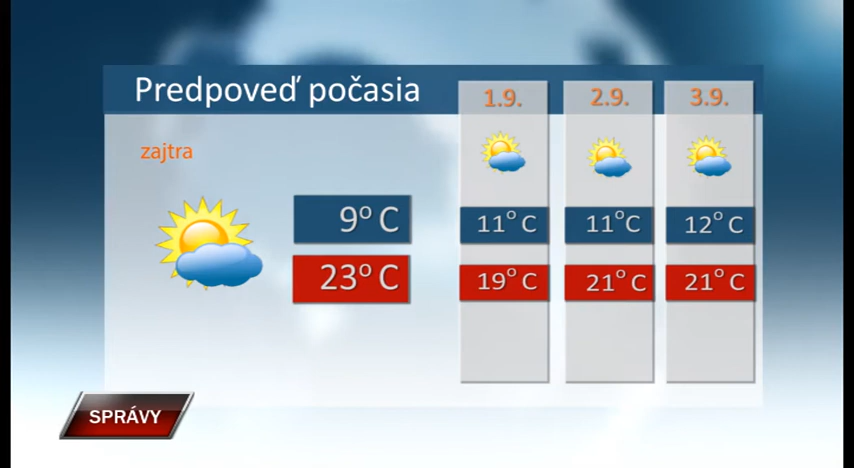 Predpoveď počasia
zajtra
9° C
23° C
1.9.
11° C
19° C
2.9.
11°C
21° C
3.9.
12° C
21° C
SPRÁVY